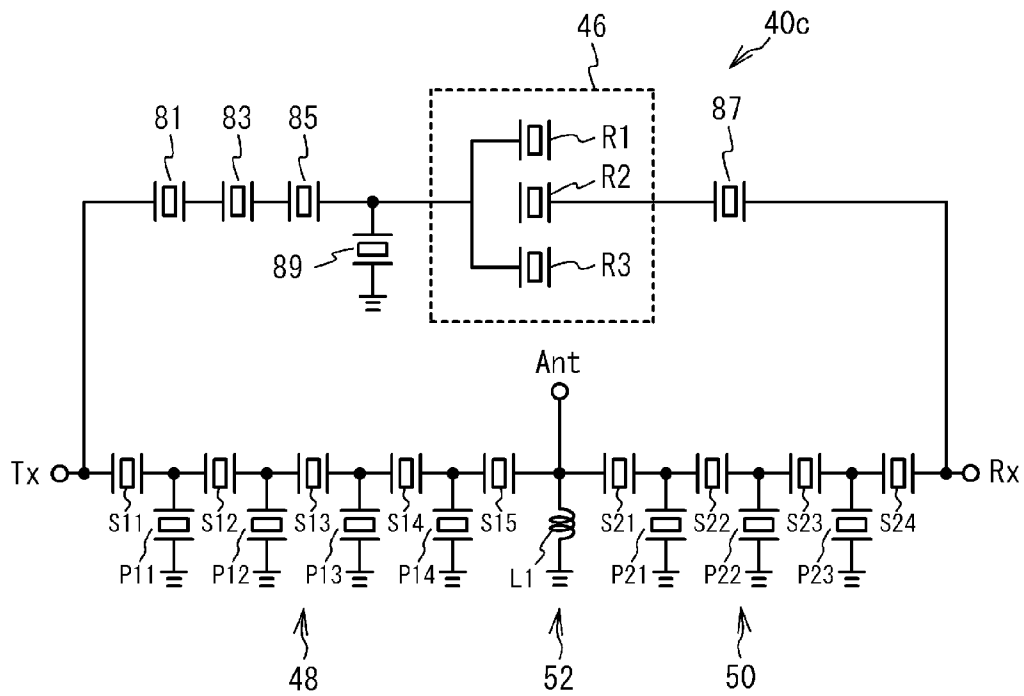 40c
46
81
83
85
87
R1
R2
R3
89
Ant
Tx
Rx
S11
S12
S13
S14
S15
S21
S22
S23
S24
P11
P12
P13
P14
L1
P21
P22
P23
48
52
50